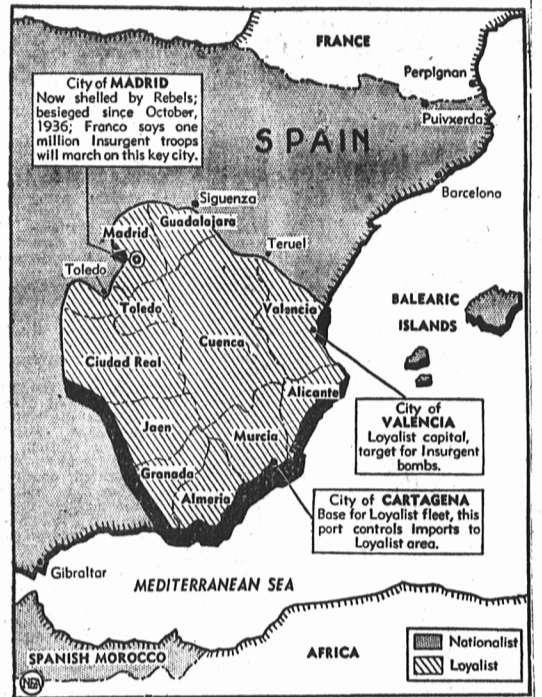 FRANCE
Perpignan
City of MADRID
Now shelled by Rebels;
besieged since October,
1936; Franco says one
million Insurgent troops
will march on this key city.
Puivxerda
SPAIN
Barcelona
Siguenza
Guadalajara
Madrid
Teruel
Toledo
BALEARIC
ISLANDS
Toledo
Valencia
Cuenca
Ciudad Real
Alicante
City of
VALENCIA
Loyalist capital,
target for Insurgent
bombs.
Jaen
Murcia
Granada
Almeria
City of CARTAGENA
Base for Loyalist fleet, this
port controls imports to
Loyalist area.
Gibraltar
MEDITERRANEAN SEA
SPANISH MOROCCO
AFRICA
Nationalist
Loyalist
NEA